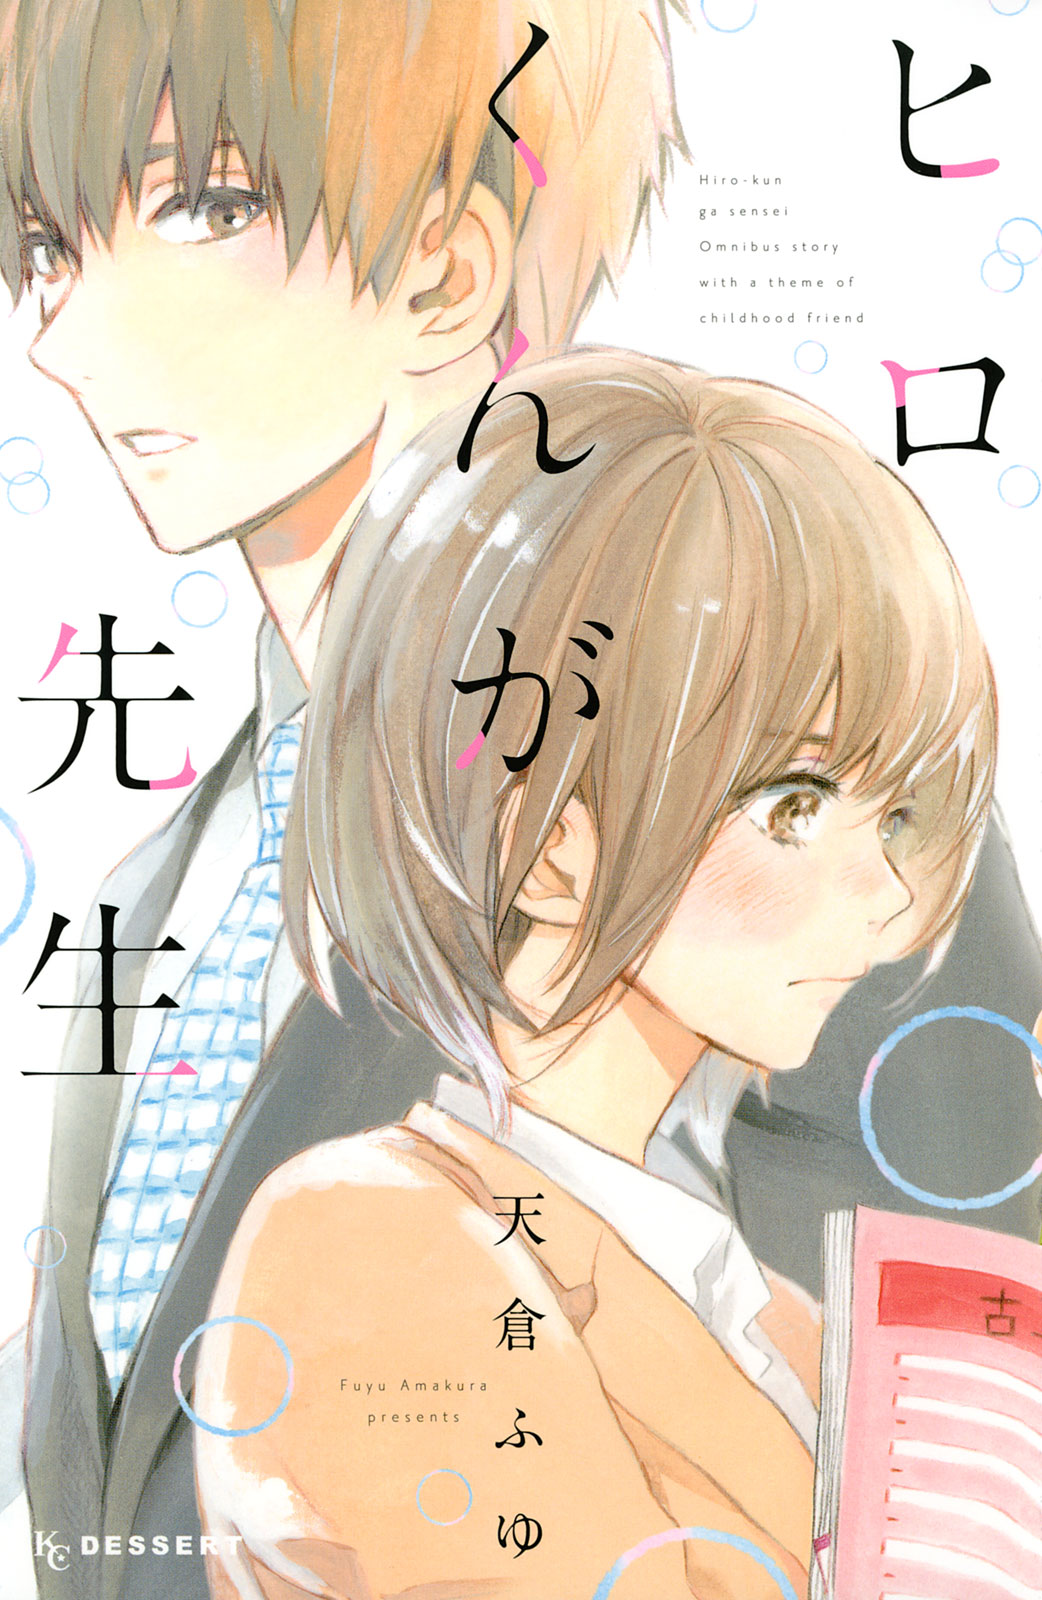 ヒロ
くんが
先生
Hiro-kun
ga sensei
Omnibus story
with a theme of
childhood friend
天倉ふゆ
Fuyu Amakura
presents
古
KC DESSERT